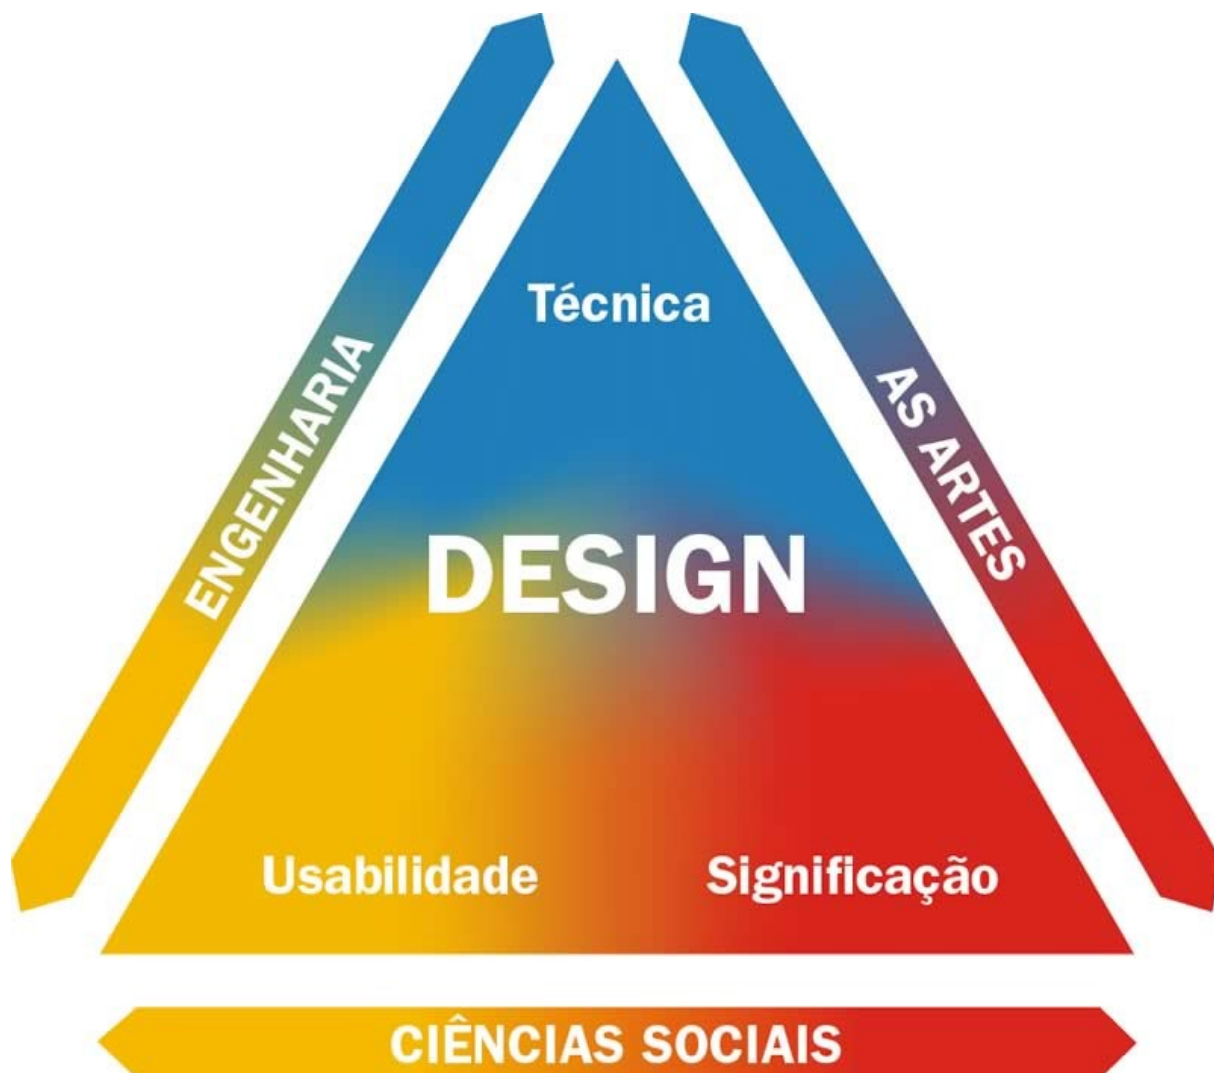 Técnica
ENGENHARIA
AS ARTES
DESIGN
Usabilidade
Significação
CIÊNCIAS SOCIAIS